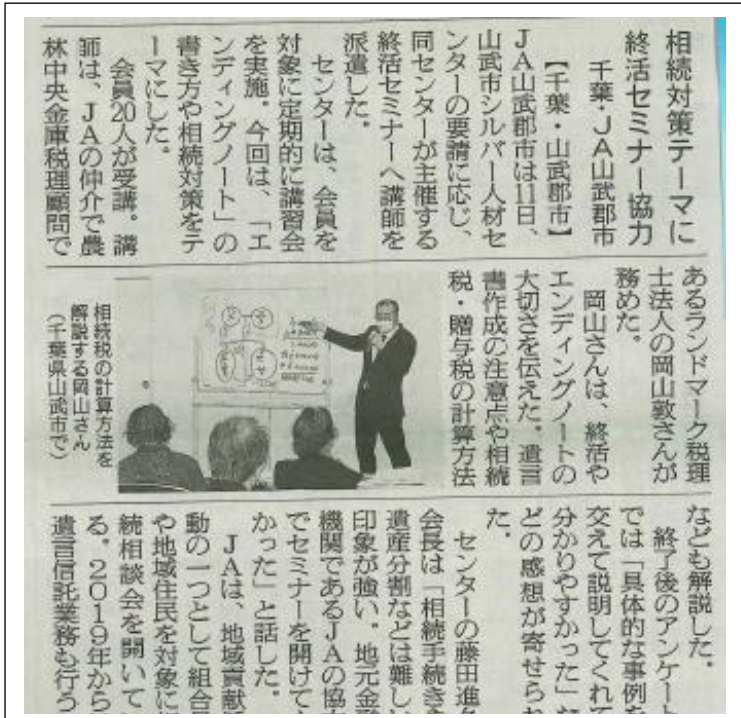 相続対策テーマに
終活セミナー協力
千葉・JA山武郡市
【千葉・山武郡市】
JA山武郡市は11日、
山武市シルバー人材セ
ンターの要請に応じ、
同センターが主催する
終活セミナーへ講師を
派遣した。
センターは、会員を
対象に定期的に講習会
を実施。今回は、「エ
ンディングノート」の
書き方や相続対策をテ
ーマにした。
会員20人が受講。講
師は、JAの仲介で農
林中央金庫税理顧問で
あるランドマーク税理
士法人の岡山敦さんが
務めた。
岡山さんは、終活や
エンディングノートの
大切さを伝えた。遺言
書作成の注意点や相続
税・贈与税の計算方法
相続税の計算方法を
解説する岡山さん
(千葉県山武市で)
なども解説した。
終了後のアンケート
では「具体的な事例を
交えて説明してくれて
分かりやすかった」な
どの感想が寄せられ
た。
センターの藤田進
会長は「相続手続き
遺産分割などは難し
印象が強い。地元金融
機関であるJAの協
でセミナーを開けて
かった」と話した。
JAは、地域貢献
動の一つとして組合員
や地域住民を対象に
続相談会を開いて
る。2019年から
遺言信託業務も行う